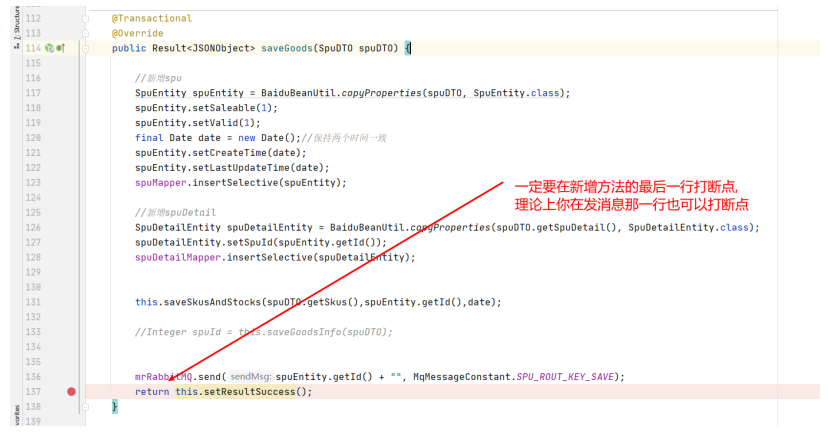 112 @Transactional
113 @Override
114 public Result<JSONObject> saveGoods(SpuDTO spuDTO) {
115
116 //新增spu
117 SpuEntity spuEntity = BaiduBeanUtil.copyProperties(spuDTO, SpuEntity.class);
118 spuEntity.setSaleable(1);
119 spuEntity.setValid(1);
120 final Date date = new Date();//保持两个时间一致
121 spuEntity.setCreateTime(date);
122 spuEntity.setLastUpdateTime(date);
123 spuMapper.insertSelective(spuEntity);
一定要在新增方法的最后一行打断点,
124
理论上你在发消息那一行也可以打断点
125 //新增spuDetail
126 SpuDetailEntity spuDetailEntity = BaiduBeanUtil.copyProperties(spuDTO.getSpuDetail(), SpuDetailEntity.class);
127 spuDetailEntity.setSpuId(spuEntity.getId());
128 spuDetailMapper.insertSelective(spuDetailEntity);
129
130
131 this.saveSkusAndStocks(spuDTO.getSkus(),spuEntity.getId(),date);
132
133 //Integer spuId = this.saveGoodsInfo(spuDTO);
134
135
136 mrRabbitMQ.send( sendMsg: spuEntity.getId() + "", MqMessageConstant.SPU_ROUT_KEY_SAVE);
137 return this.setResultSuccess();
138 }
139
Z: Structure